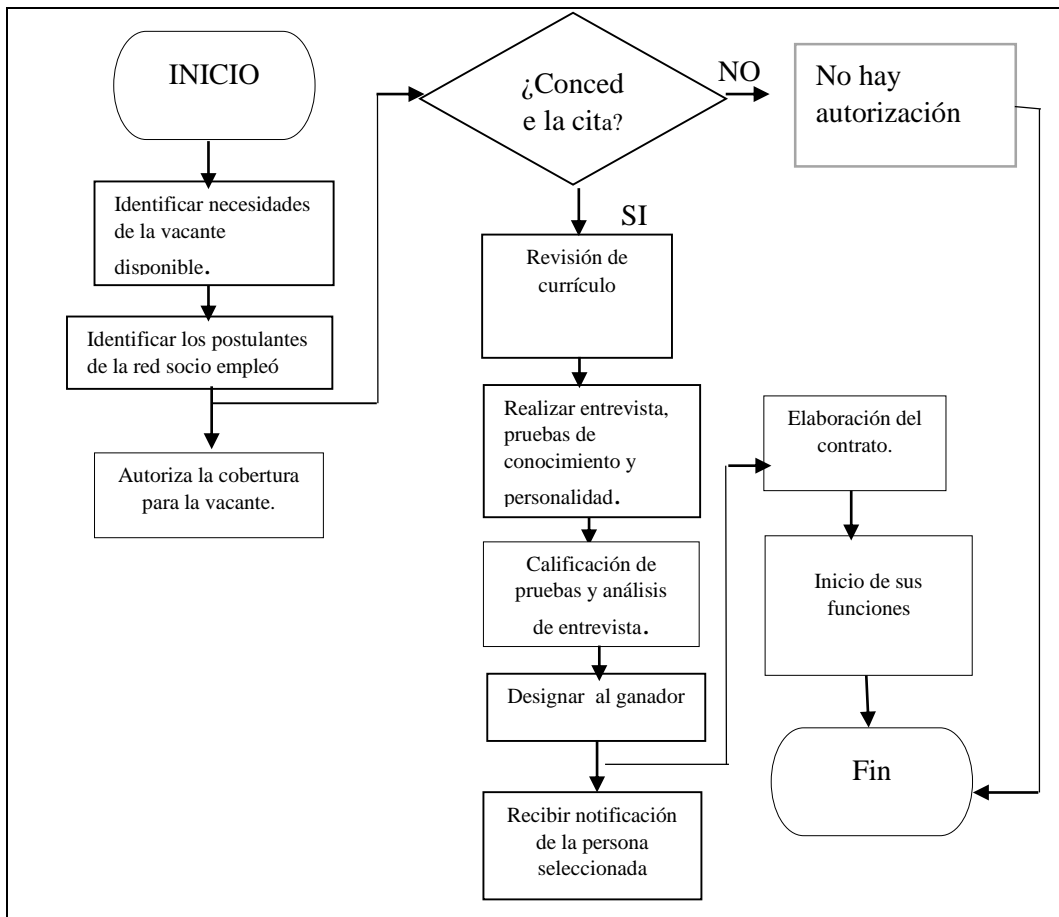 INICIO
Identificar necesidades
de la vacante
disponible.
Identificar los postulantes
de la red socio empleó
Autoriza la cobertura
para la vacante.
¿Conced
e la cita?
NO
No hay
autorización
SI
Revisión de
currículo
Realizar entrevista,
pruebas de
conocimiento y
personalidad.
Calificación de
pruebas y análisis
de entrevista.
Designar al ganador
Recibir notificación
de la persona
seleccionada
Elaboración del
contrato.
Inicio de sus
funciones
Fin